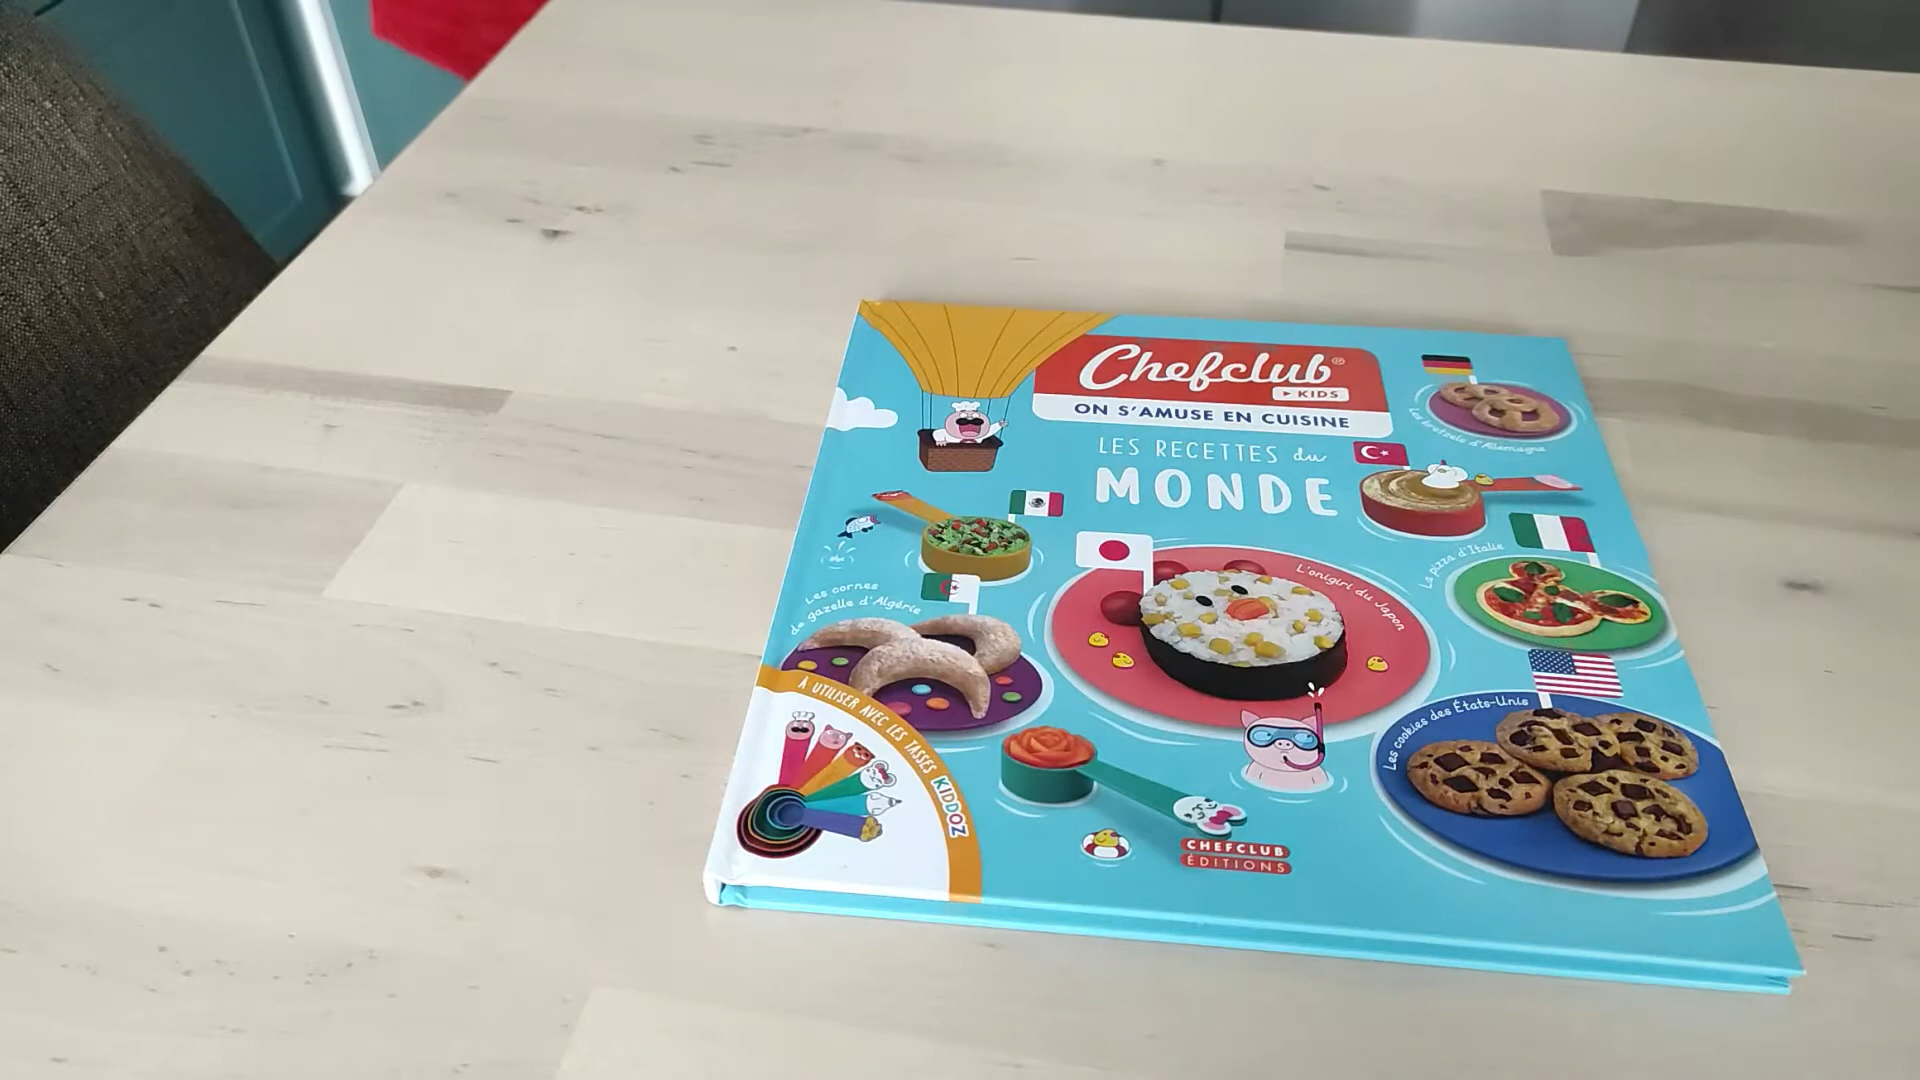 Chefclub®
KIDS
ON S'AMUSE EN CUISINE
LES RECETTES du
MONDE
Les bretzels d'Allemagne
La pizza d'Italie
L'onigiri du Japon
Les cornes
de gazelle d'Algérie
Les cookies des États-Unis
À UTILISER AVEC LES TASSES KIDDOZ
CHEFCLUB
ÉDITIONS